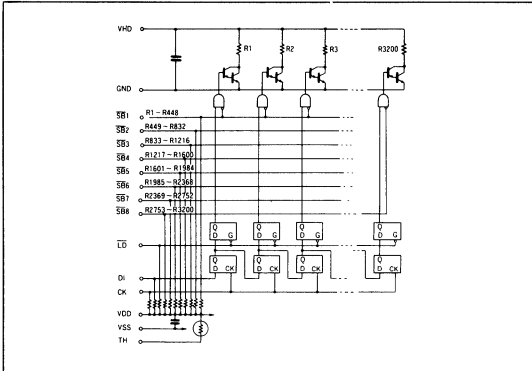 VHD
R1 R2 R3 R3200
GND
SB1 R1~R448
SB2 R449~R832
SB3 R833~R1216
SB4 R1217~R1600
SB5 R1601~R1984
SB6 R1985~R2368
SB7 R2369~R2752
SB8 R2753~R3200
Q Q Q Q
D G D G D G D G
LD
Q Q Q Q
D CK D CK D CK D CK
DI
CK
VDD
VSS
TH